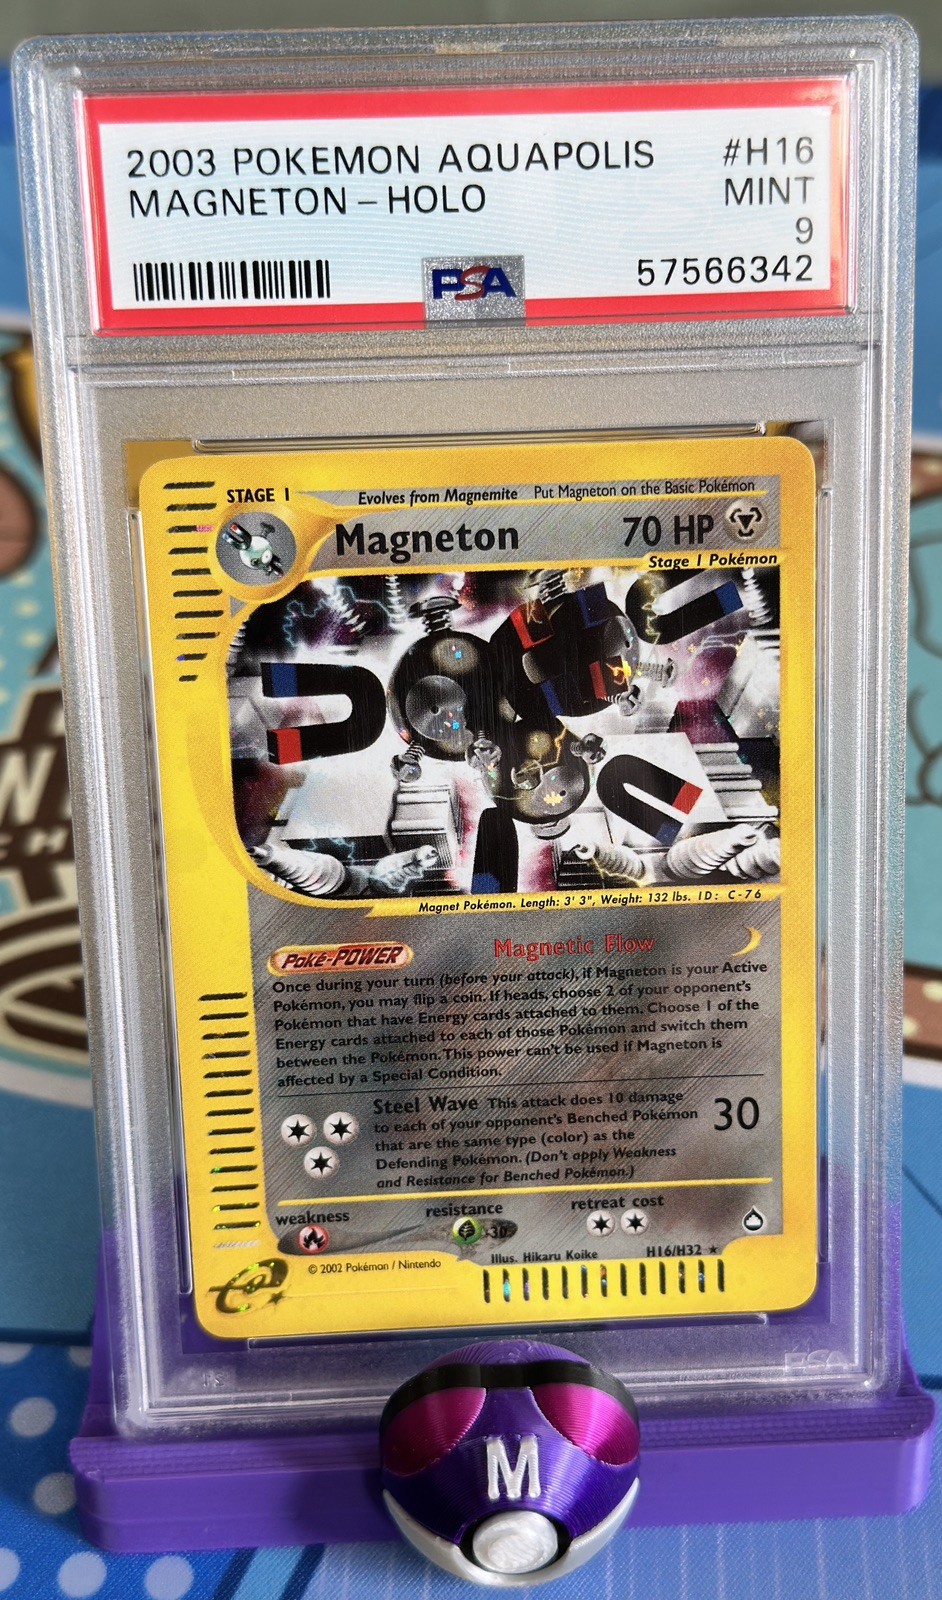 2003 POKEMON AQUAPOLIS #H16
MAGNETON – HOLO MINT
9
PSA 57566342
STAGE 1 Evolves from Magnemite Put Magneton on the Basic Pokémon
Magneton 70 HP
Stage 1 Pokémon
Magnet Pokémon. Length: 3' 3", Weight: 132 lbs. ID: C-76
Poké-POWER Magnetic Flow
Once during your turn (before your attack), if Magneton is your Active
Pokémon, you may flip a coin. If heads, choose 2 of your opponent's
Pokémon that have Energy cards attached to them. Choose 1 of the
Energy cards attached to each of those Pokémon and switch them
between the Pokémon. This power can't be used if Magneton is
affected by a Special Condition.
Steel Wave This attack does 10 damage
to each of your opponent's Benched Pokémon 30
that are the same type (color) as the
Defending Pokémon. (Don't apply Weakness
and Resistance for Benched Pokémon.)
weakness resistance retreat cost
-30
Illus. Hikaru Koike H16/H32 ★
© 2002 Pokémon / Nintendo
e
PSA
M